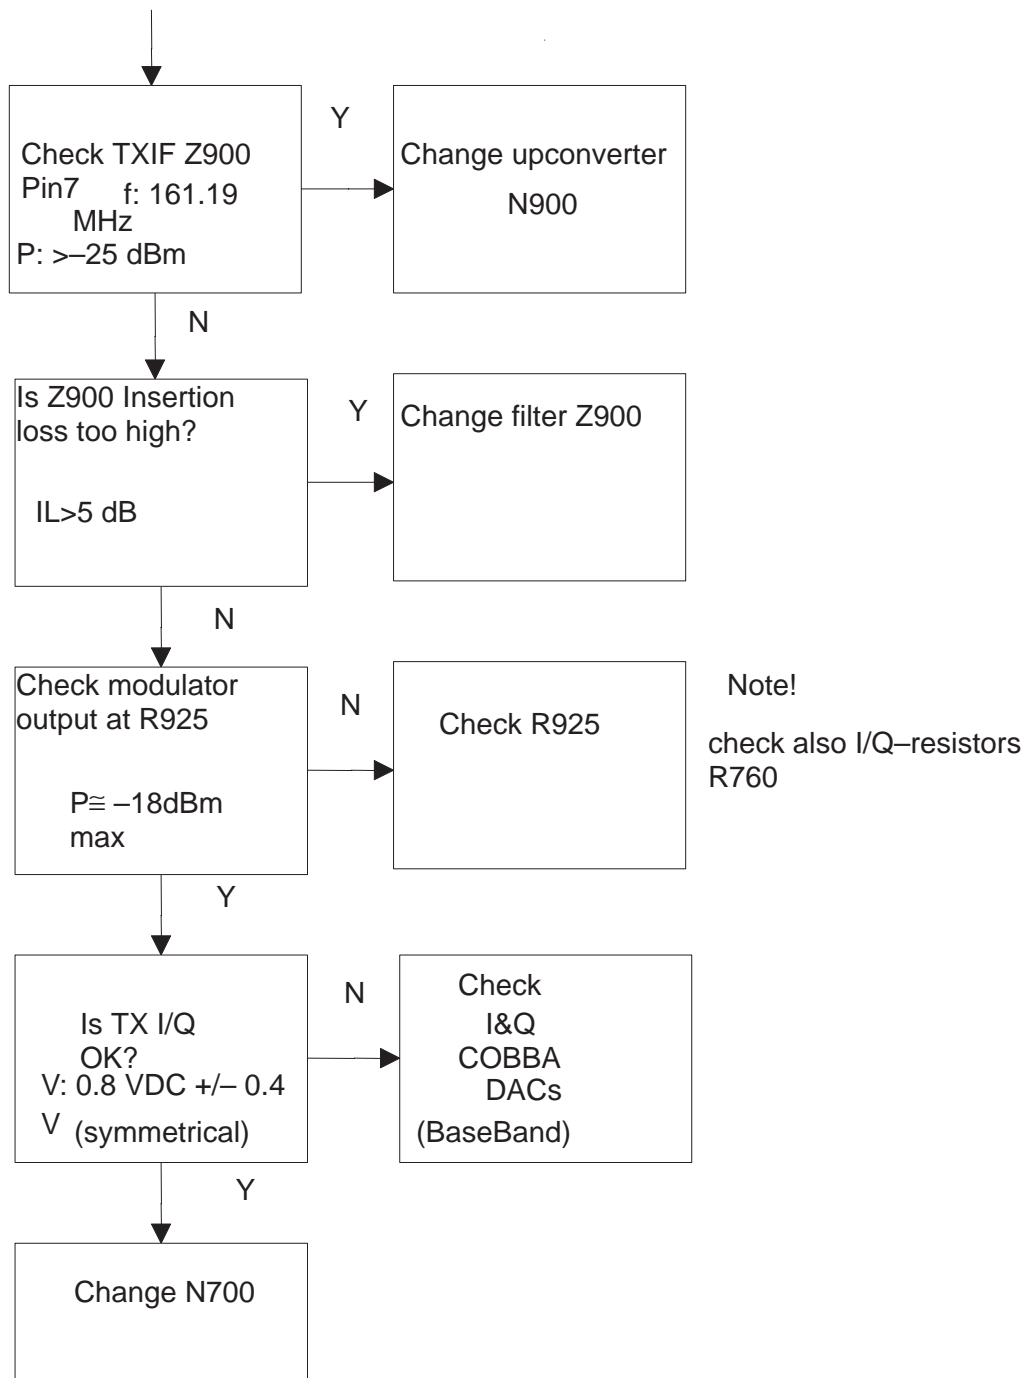 Check TXIF Z900
Pin7 f: 161.19
MHz
P: >–25 dBm
Y
Change upconverter
N900
N
Is Z900 Insertion
loss too high?
IL>5 dB
Y
Change filter Z900
N
Check modulator
output at R925
P≅ –18dBm
max
N
Check R925
Note!
check also I/Q–resistors
R760
Y
Is TX I/Q
OK?
V: 0.8 VDC +/– 0.4
V (symmetrical)
N
Check
I&Q
COBBA
DACs
(BaseBand)
Y
Change N700